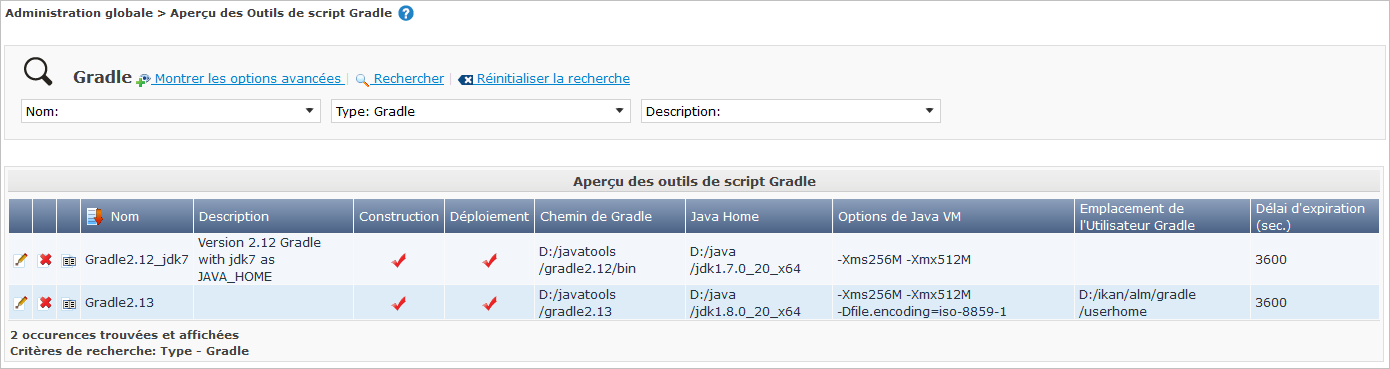 Administration globale > Aperçu des Outils de script Gradle ?
Gradle Montrer les options avancées | Rechercher | Réinitialiser la recherche
Nom: Type: Gradle Description:
Aperçu des outils de script Gradle
Nom Description Construction Déploiement Chemin de Gradle Java Home Options de Java VM Emplacement de l'Utilisateur Gradle Délai d'expiration (sec.)
Gradle2.12_jdk7 Version 2.12 Gradle with jdk7 as JAVA_HOME D:/javatools /gradle2.12/bin D:/java /jdk1.7.0_20_x64 -Xms256M -Xmx512M 3600
Gradle2.13 D:/javatools /gradle2.13 D:/java /jdk1.8.0_20_x64 -Xms256M -Xmx512M -Dfile.encoding=iso-8859-1 D:/ikan/alm/gradle /userhome 3600
2 occurences trouvées et affichées
Critères de recherche: Type - Gradle